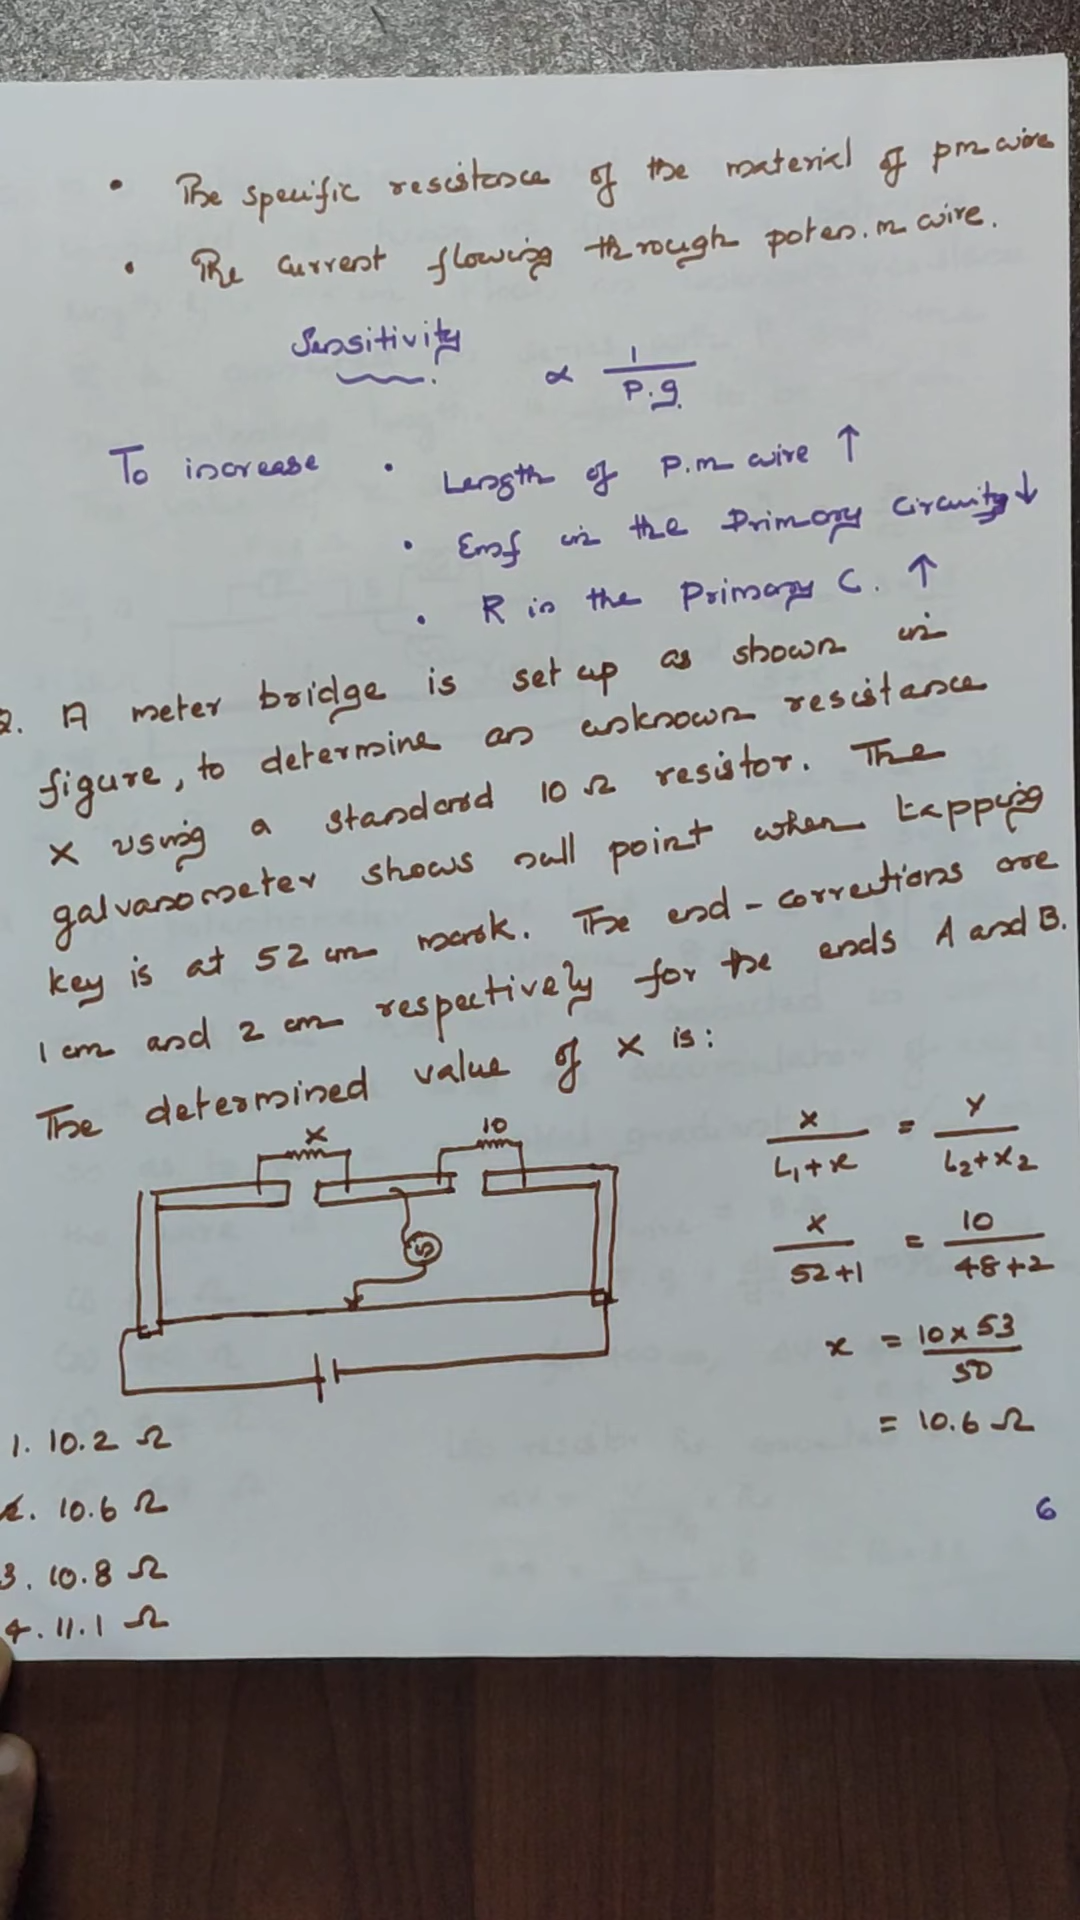 • The specific resistance of the material of pm wire
• The current flowing through poten. m wire.
Sensitivity ∝ 1/P.g.
To increase • Length of P.m wire ↑
• Emf in the Primary circuity ↓
• R in the Primary C. ↑
2. A meter bridge is set up as shown in
figure, to determine an unknown resistance
x using a standard 10 Ω resistor. The
galvanometer shows null point when tapping
key is at 52 cm mark. The end - corrections are
1 cm and 2 cm respectively for the ends A and B.
The determined value of x is:
x 10
G
x/(L₁+x) = Y/(L₂+x₂)
x/(52+1) = 10/(48+2)
x = (10×53)/50
= 10.6 Ω
1. 10.2 Ω
2. 10.6 Ω
3. 10.8 Ω
4. 11.1 Ω
6